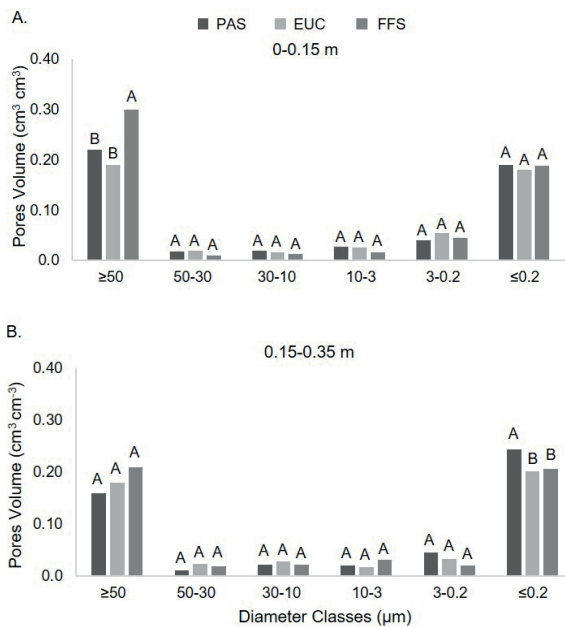 A.
PAS EUC FFS
0-0.15 m
Pores Volume (cm³ cm³)
0.40
0.30
0.20
0.10
0.0
B B A
A A A
A A A
A A A
A A A
A A A
≥50 50-30 30-10 10-3 3-0.2 ≤0.2
B.
0.15-0.35 m
Pores Volume (cm³ cm-³)
0.40
0.30
0.20
0.10
0.0
A A A
A A A
A A A
A A A
A A A
A B B
≥50 50-30 30-10 10-3 3-0.2 ≤0.2
Diameter Classes (µm)